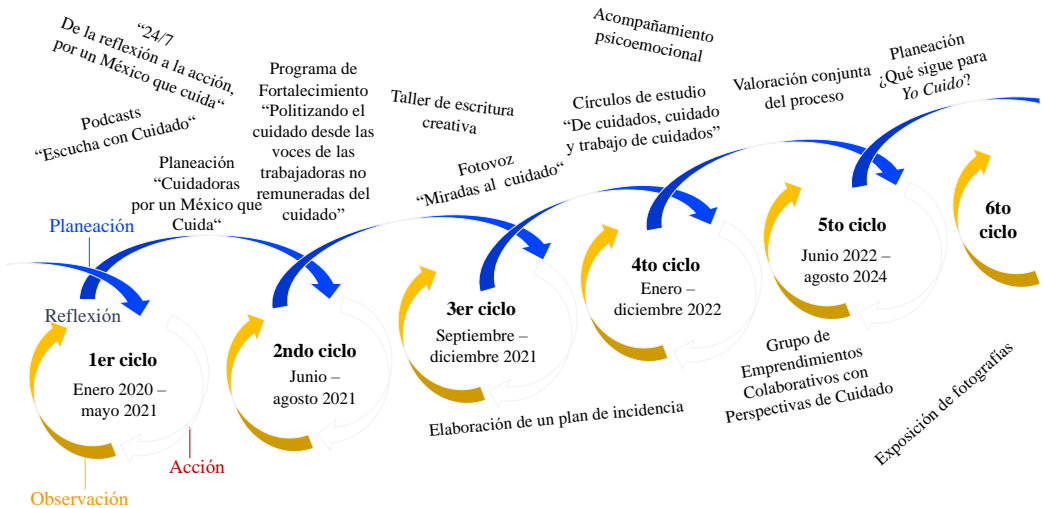 “24/7
De la reflexión a la acción,
por un México que cuida“
Podcasts
“Escucha con Cuidado“
Planeación
“Cuidadoras
por un México que
Cuida“
Programa de
Fortalecimiento
“Politizando el
cuidado desde las
voces de las
trabajadoras no
remuneradas del
cuidado”
Taller de escritura
creativa
Fotovoz
“Miradas al cuidado“
Acompañamiento
psicoemocional
Círculos de estudio
“De cuidados, cuidado
y trabajo de cuidados”
Valoración conjunta
del proceso
Planeación
¿Qué sigue para
Yo Cuido?
Planeación
Reflexión
1er ciclo
Enero 2020 –
mayo 2021
Acción
Observación
2ndo ciclo
Junio –
agosto 2021
3er ciclo
Septiembre –
diciembre 2021
4to ciclo
Enero –
diciembre 2022
5to ciclo
Junio 2022 –
agosto 2024
6to
ciclo
Elaboración de un plan de incidencia
Grupo de
Emprendimientos
Colaborativos con
Perspectivas de Cuidado
Exposición de fotografías